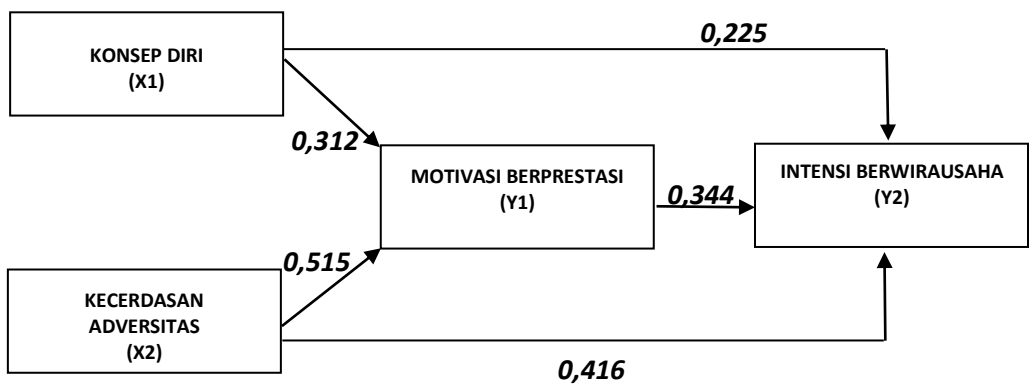 KONSEP DIRI
(X1)
0,225
0,312
MOTIVASI BERPRESTASI
(Y1)
0,344
INTENSI BERWIRAUSAHA
(Y2)
0,515
KECERDASAN
ADVERSITAS
(X2)
0,416